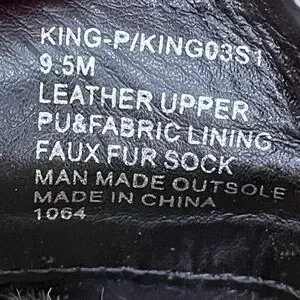 KING-P/KING03S1
9.5M
LEATHER UPPER
PU&FABRIC LINING
FAUX FUR SOCK
MAN MADE OUTSOLE
MADE IN CHINA
1064